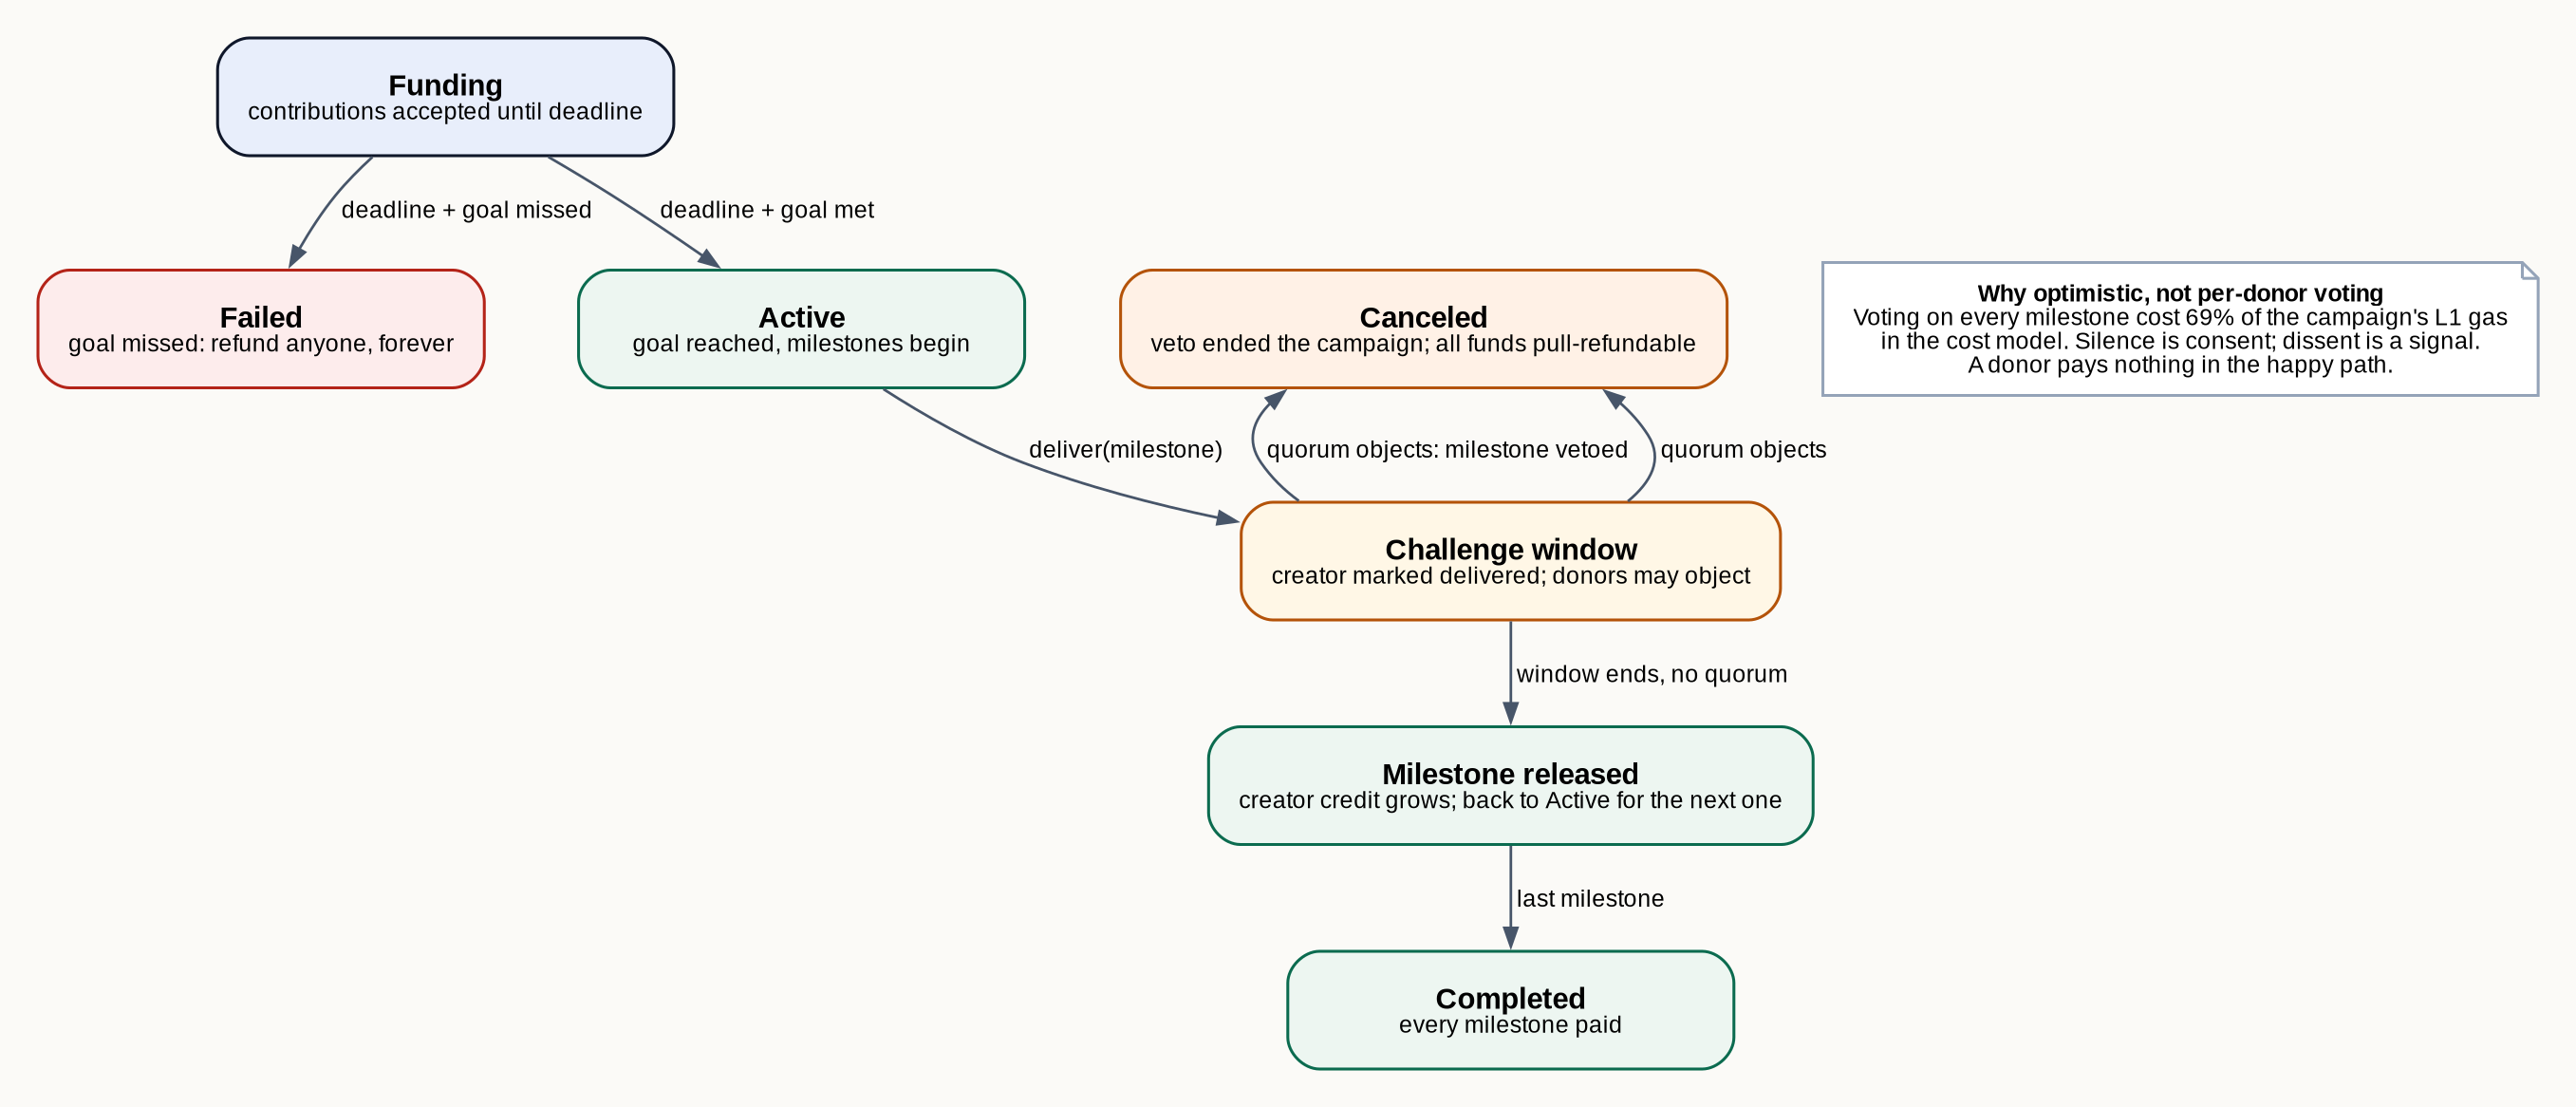 Funding
contributions accepted until deadline
deadline + goal missed
deadline + goal met
Failed
goal missed: refund anyone, forever
Active
goal reached, milestones begin
Canceled
veto ended the campaign; all funds pull-refundable
Why optimistic, not per-donor voting
Voting on every milestone cost 69% of the campaign's L1 gas
in the cost model. Silence is consent; dissent is a signal.
A donor pays nothing in the happy path.
deliver(milestone)
quorum objects: milestone vetoed
quorum objects
Challenge window
creator marked delivered; donors may object
window ends, no quorum
Milestone released
creator credit grows; back to Active for the next one
last milestone
Completed
every milestone paid